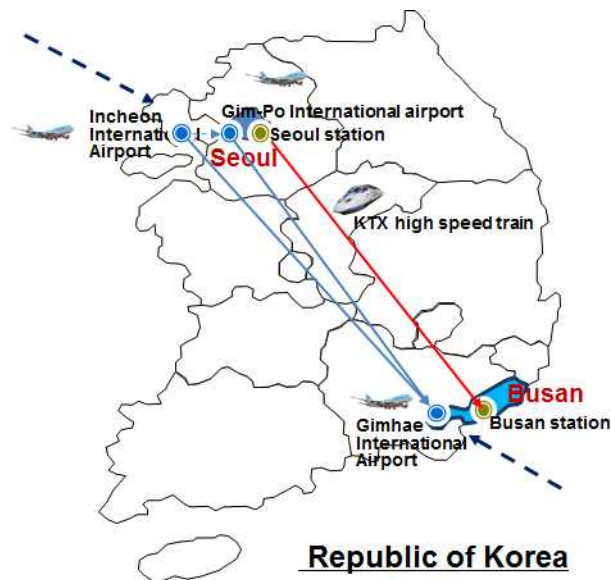 Incheon
International
Airport
Gim-Po International airport
Seoul station
Seoul
KTX high speed train
Busan
Busan station
Gimhae
International
Airport
Republic of Korea